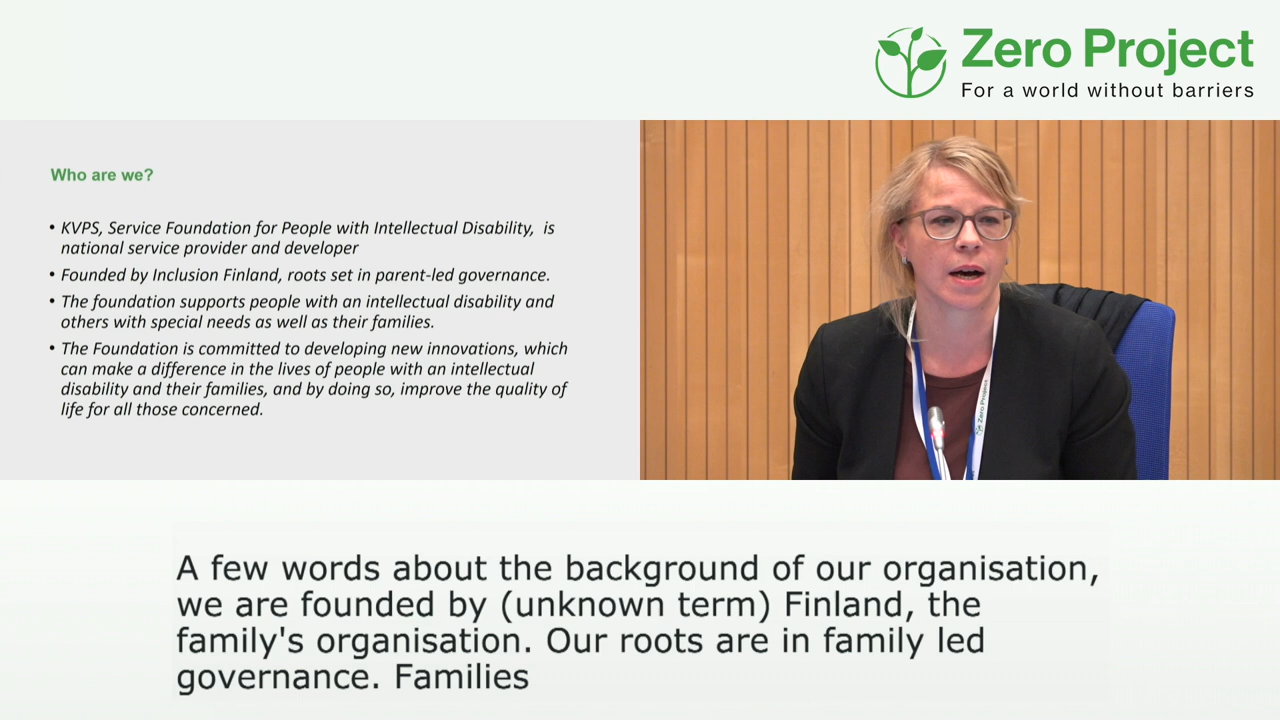 Zero Project
For a world without barriers
Who are we?
• KVPS, Service Foundation for People with Intellectual Disability,  is
national service provider and developer
• Founded by Inclusion Finland, roots set in parent-led governance.
• The foundation supports people with an intellectual disability and
others with special needs as well as their families.
• The Foundation is committed to developing new innovations, which
can make a difference in the lives of people with an intellectual
disability and their families, and by doing so, improve the quality of
life for all those concerned.
Zero Project
A few words about the background of our organisation,
we are founded by (unknown term) Finland, the
family's organisation. Our roots are in family led
governance. Families